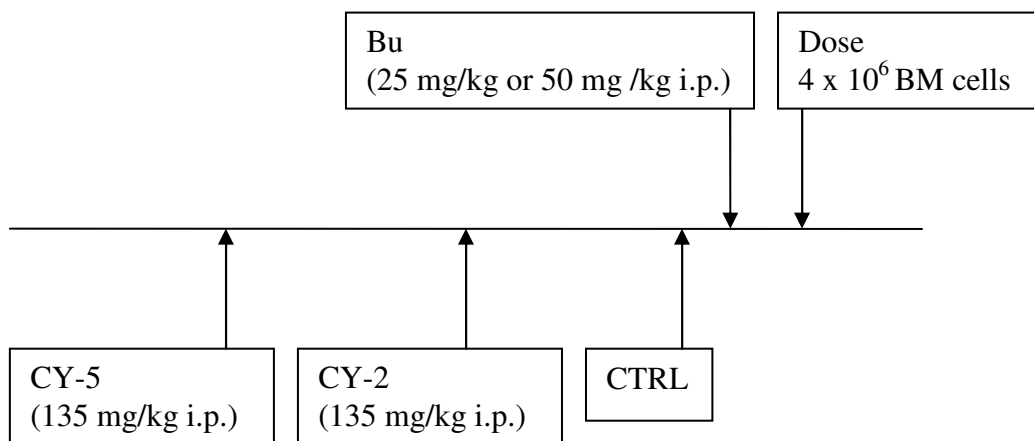 Bu
(25 mg/kg or 50 mg /kg i.p.)
Dose
4 x 10⁶ BM cells
CY-5
(135 mg/kg i.p.)
CY-2
(135 mg/kg i.p.)
CTRL